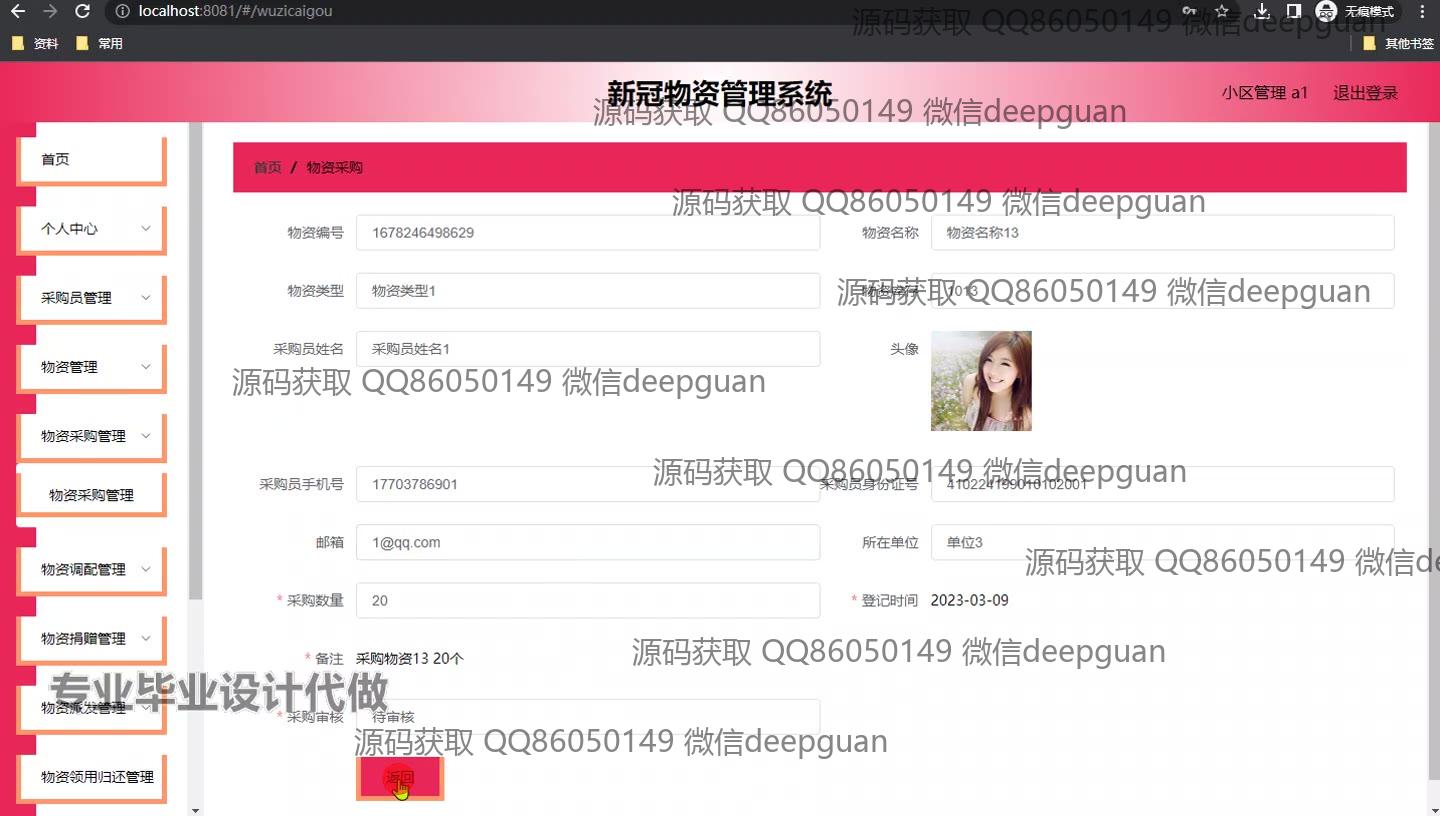 localhost:8081/#/wuzicaigou
无痕模式
资料
常用
其他书签
源码获取 QQ86050149 微信deepguan
新冠物资管理系统
小区管理 a1
退出登录
源码获取 QQ86050149 微信deepguan
首页
个人中心
采购员管理
物资管理
物资采购管理
物资采购管理
物资调配管理
物资捐赠管理
物资派发管理
物资领用归还管理
首页 / 物资采购
源码获取 QQ86050149 微信deepguan
物资编号 1678246498629
物资名称 物资名称13
物资类型 物资类型1
1013
源码获取 QQ86050149 微信deepguan
采购员姓名 采购员姓名1
头像
源码获取 QQ86050149 微信deepguan
源码获取 QQ86050149 微信deepguan
采购员手机号 17703786901
采购员身份证号 410224199010102001
邮箱 1@qq.com
所在单位 单位3
源码获取 QQ86050149 微信de
* 采购数量 20
* 登记时间 2023-03-09
* 备注 采购物资13 20个
源码获取 QQ86050149 微信deepguan
专业毕业设计代做
* 采购审核 待审核
源码获取 QQ86050149 微信deepguan
返回